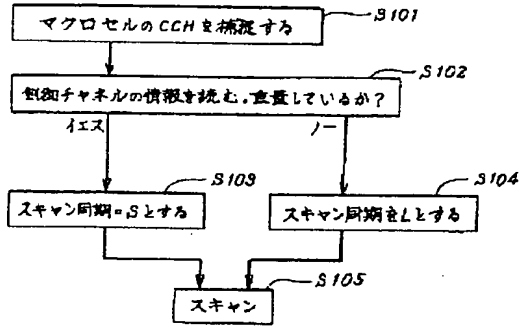 S101
マクロセルのCCHを捕捉する
S102
制御チャネルの情報を読む。重畳しているか?
イエス
ノー
S103
スキャン周期=Sとする
S104
スキャン周期をLとする
S105
スキャン